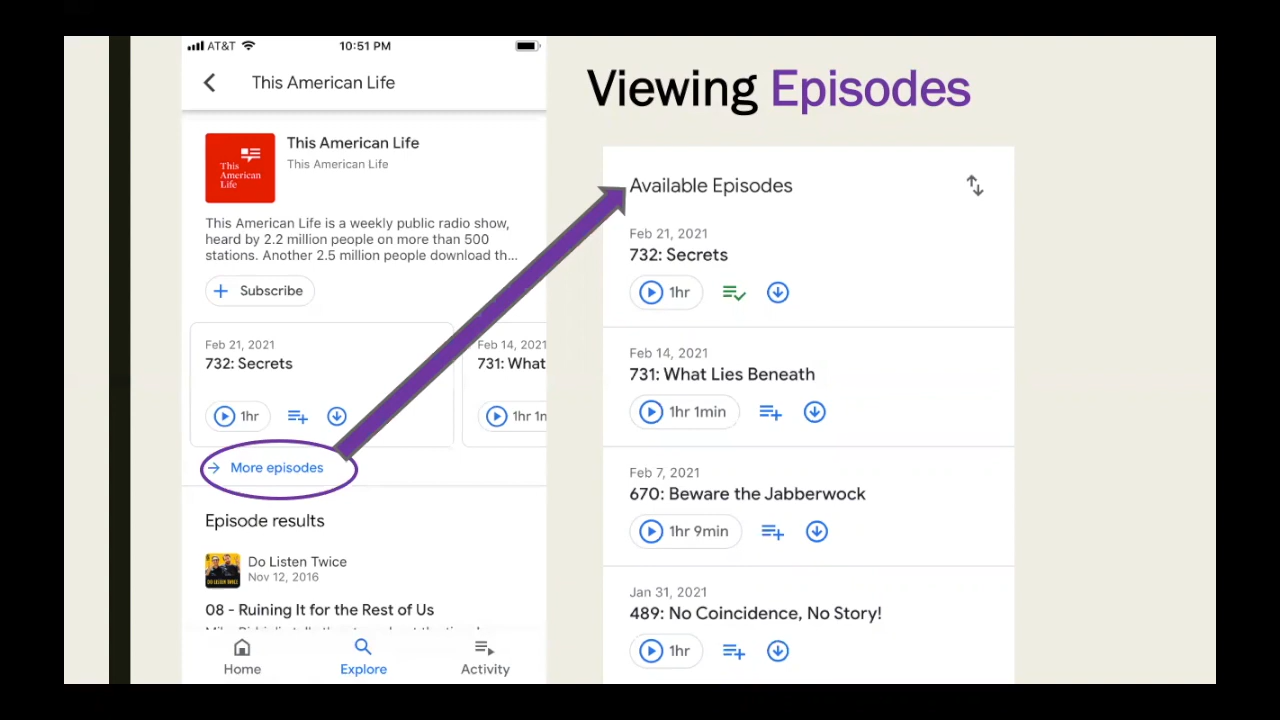 AT&T
10:51 PM
This American Life
This
American
Life
This American Life
This American Life
This American Life is a weekly public radio show,
heard by 2.2 million people on more than 500
stations. Another 2.5 million people download th...
Subscribe
Feb 21, 2021
732: Secrets
1hr
Feb 14, 2021
731: What
1hr 1n
More episodes
Episode results
DO LISTEN TWICE
Do Listen Twice
Nov 12, 2016
08 - Ruining It for the Rest of Us
Home
Explore
Activity
Viewing Episodes
Available Episodes
Feb 21, 2021
732: Secrets
1hr
Feb 14, 2021
731: What Lies Beneath
1hr 1min
Feb 7, 2021
670: Beware the Jabberwock
1hr 9min
Jan 31, 2021
489: No Coincidence, No Story!
1hr